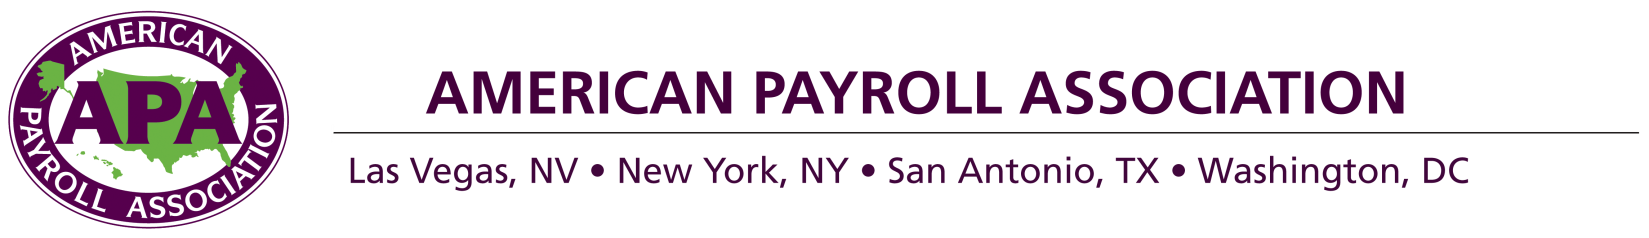 AMERICAN
APA
PAYROLL ASSOCIATION
AMERICAN PAYROLL ASSOCIATION
Las Vegas, NV • New York, NY • San Antonio, TX • Washington, DC